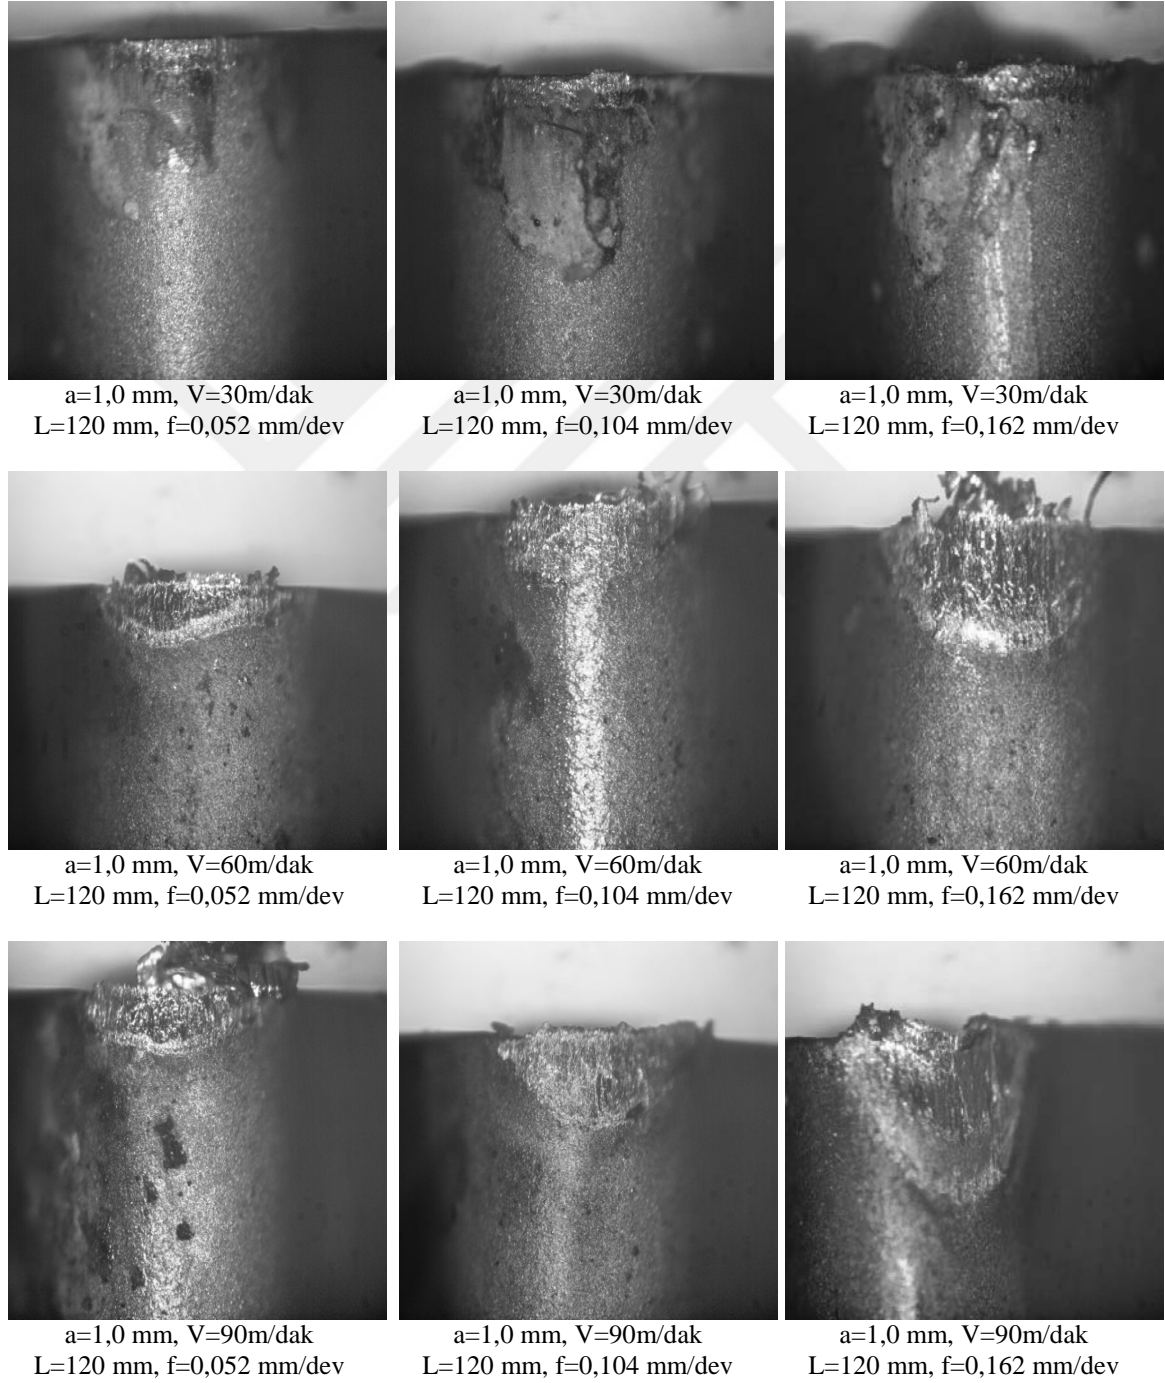 a=1,0 mm, V=30m/dak
L=120 mm, f=0,052 mm/dev
a=1,0 mm, V=30m/dak
L=120 mm, f=0,104 mm/dev
a=1,0 mm, V=30m/dak
L=120 mm, f=0,162 mm/dev
a=1,0 mm, V=60m/dak
L=120 mm, f=0,052 mm/dev
a=1,0 mm, V=60m/dak
L=120 mm, f=0,104 mm/dev
a=1,0 mm, V=60m/dak
L=120 mm, f=0,162 mm/dev
a=1,0 mm, V=90m/dak
L=120 mm, f=0,052 mm/dev
a=1,0 mm, V=90m/dak
L=120 mm, f=0,104 mm/dev
a=1,0 mm, V=90m/dak
L=120 mm, f=0,162 mm/dev